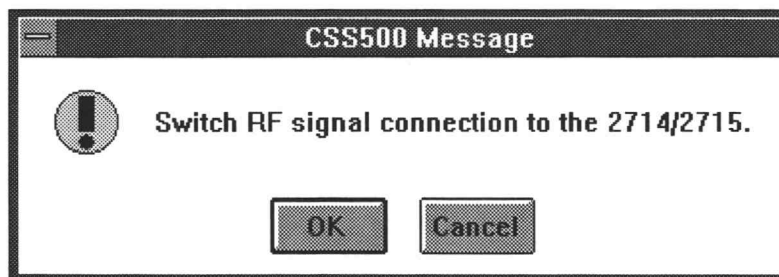 CSS500 Message
Switch RF signal connection to the 2714/2715.
OK
Cancel